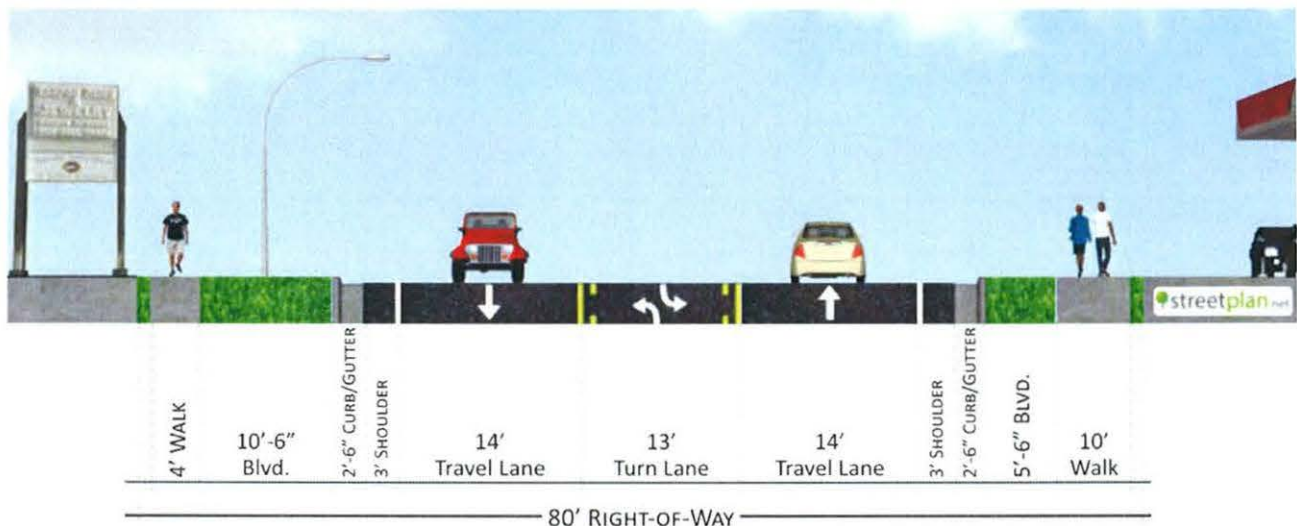 streetplan.net
4' WALK
10'-6"
Blvd.
2'-6" CURB/GUTTER
3' SHOULDER
14'
Travel Lane
13'
Turn Lane
14'
Travel Lane
3' SHOULDER
2'-6" CURB/GUTTER
5'-6" BLVD.
10'
Walk
80' RIGHT-OF-WAY